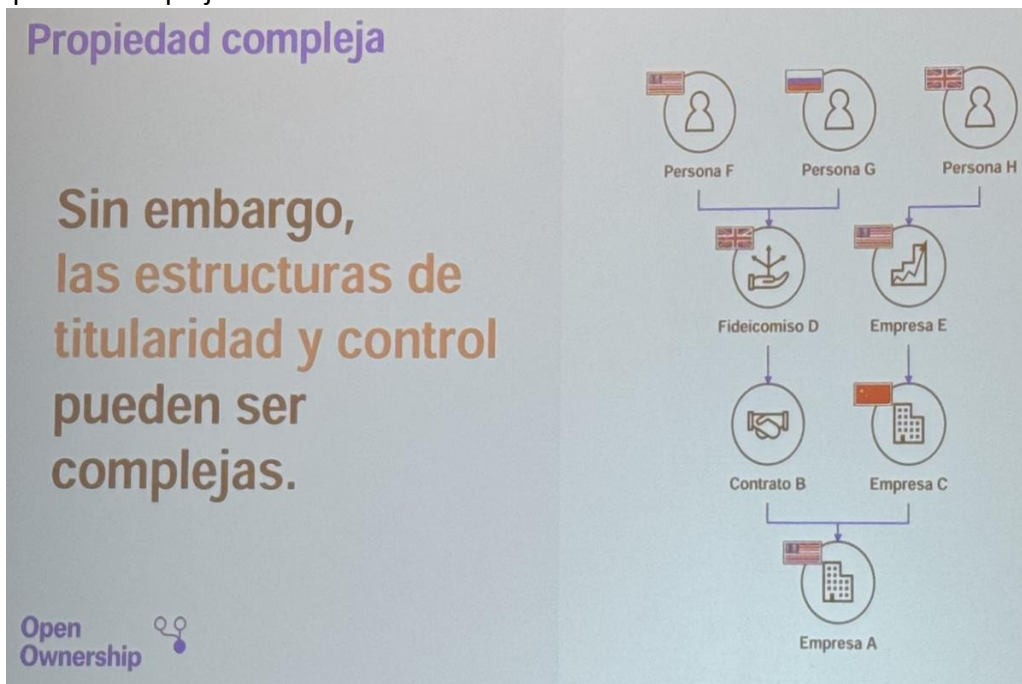 Propiedad compleja
Sin embargo,
las estructuras de
titularidad y control
pueden ser
complejas.
Persona F
Persona G
Persona H
Fideicomiso D
Empresa E
Contrato B
Empresa C
Empresa A
Open
Ownership